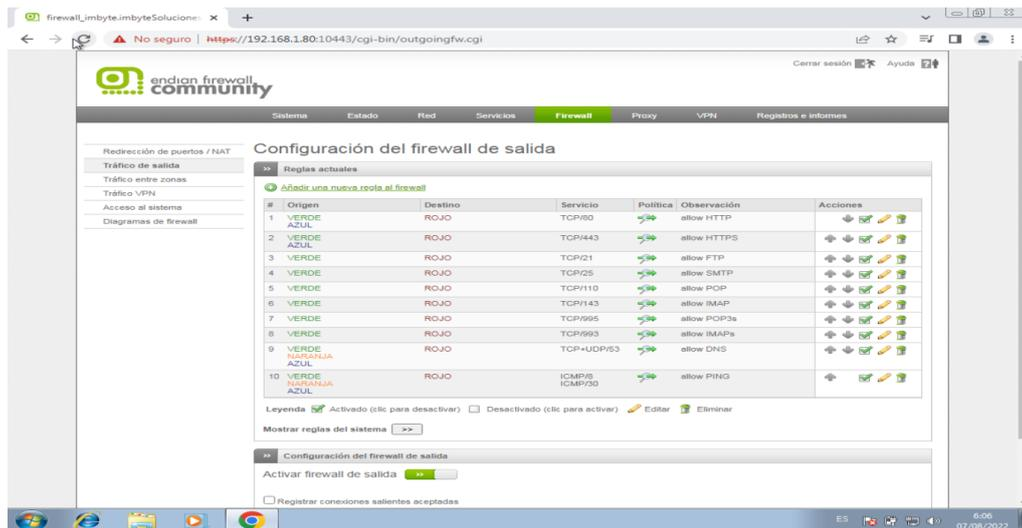 firewall_imbyte.imbyteSoluciones
No seguro | https://192.168.1.80:10443/cgi-bin/outgoingfw.cgi
Cerrar sesión Ayuda
endian firewall
community
Sistema Estado Red Servicios Firewall Proxy VPN Registros e informes
Redirección de puertos / NAT
Tráfico de salida
Tráfico entre zonas
Tráfico VPN
Acceso al sistema
Diagramas de firewall
Configuración del firewall de salida
>> Reglas actuales
Añadir una nueva regla al firewall
# Origen Destino Servicio Política Observación Acciones
1 VERDE ROJO TCP/80 allow HTTP
AZUL
2 VERDE ROJO TCP/443 allow HTTPS
AZUL
3 VERDE ROJO TCP/21 allow FTP
4 VERDE ROJO TCP/25 allow SMTP
5 VERDE ROJO TCP/110 allow POP
6 VERDE ROJO TCP/143 allow IMAP
7 VERDE ROJO TCP/995 allow POP3s
8 VERDE ROJO TCP/993 allow IMAPs
9 VERDE ROJO TCP+UDP/53 allow DNS
NARANJA
AZUL
10 VERDE ROJO ICMP/8 allow PING
NARANJA ICMP/30
AZUL
Leyenda Activado (clic para desactivar) Desactivado (clic para activar) Editar Eliminar
Mostrar reglas del sistema >>
>> Configuración del firewall de salida
Activar firewall de salida >>
Registrar conexiones salientes aceptadas
ES 6:06
07/08/2022